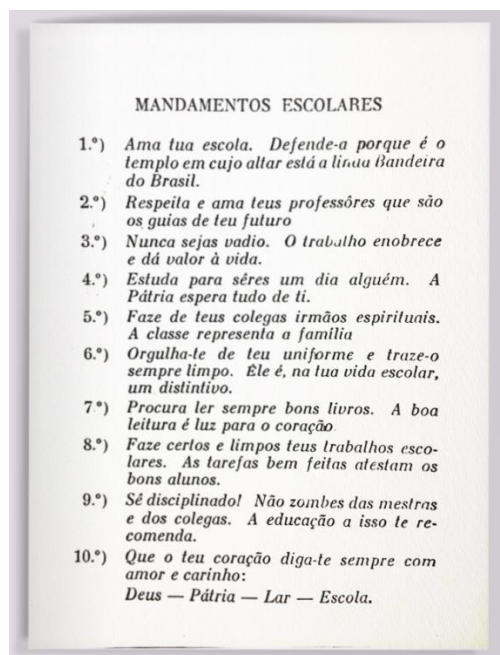 MANDAMENTOS ESCOLARES
1.º) Ama tua escola. Defende-a porque é o
templo em cujo altar está a linda Bandeira
do Brasil.
2.º) Respeita e ama teus professôres que são
os guias de teu futuro
3.º) Nunca sejas vadio. O trabalho enobrece
e dá valor à vida.
4.º) Estuda para sêres um dia alguém. A
Pátria espera tudo de ti.
5.º) Faze de teus colegas irmãos espirituais.
A classe representa a família
6.º) Orgulha-te de teu uniforme e traze-o
sempre limpo. Éle é, na tua vida escolar,
um distintivo.
7.º) Procura ler sempre bons livros. A boa
leitura é luz para o coração
8.º) Faze certos e limpos teus trabalhos esco-
lares. As tarefas bem feitas atestam os
bons alunos.
9.º) Sê disciplinado! Não zombes das mestras
e dos colegas. A educação a isso te re-
comenda.
10.º) Que o teu coração diga-te sempre com
amor e carinho:
Deus — Pátria — Lar — Escola.